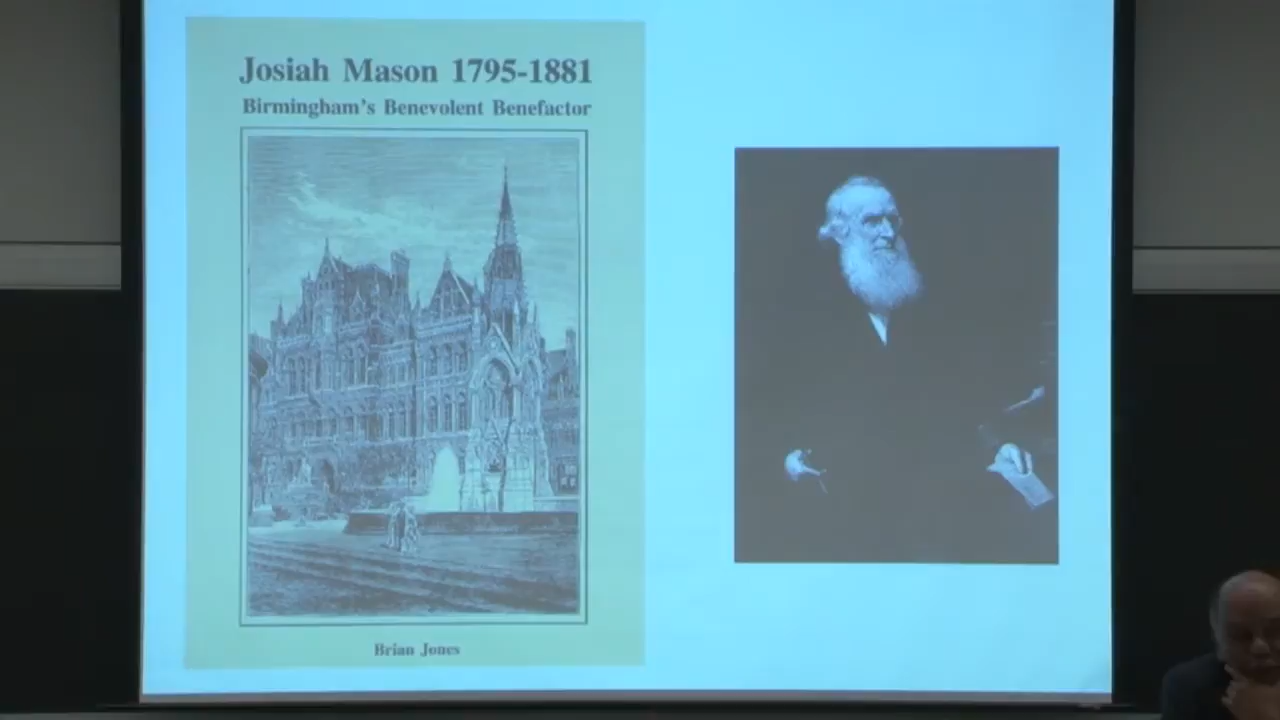 Josiah Mason 1795-1881
Birmingham's Benevolent Benefactor
Brian Jones